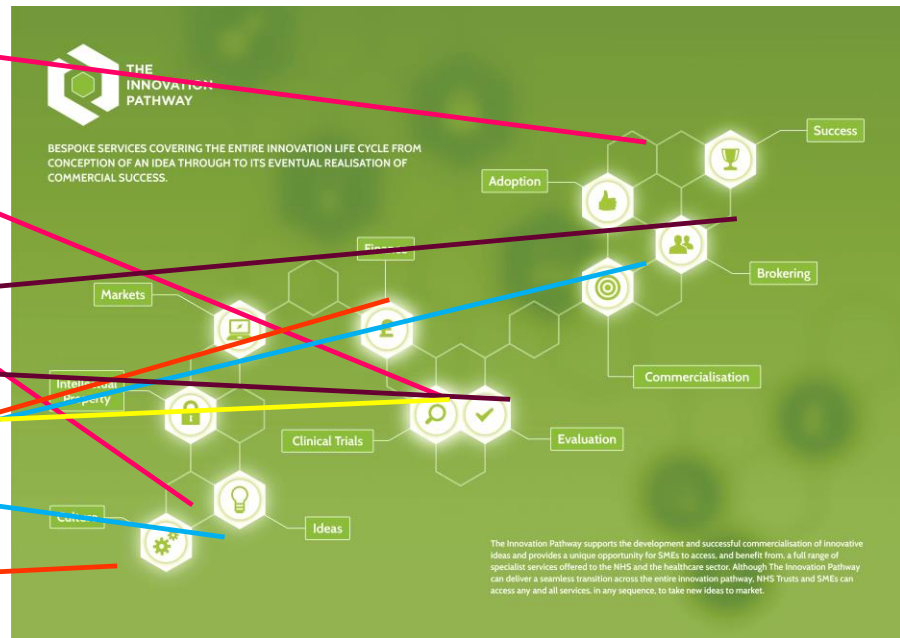 THE
INNOVATION
PATHWAY
BESPOKE SERVICES COVERING THE ENTIRE INNOVATION LIFE CYCLE FROM
CONCEPTION OF AN IDEA THROUGH TO ITS EVENTUAL REALISATION OF
COMMERCIAL SUCCESS.
Success
Adoption
Finance
Brokering
Markets
Commercialisation
Intellectual
Property
Clinical Trials
Evaluation
Culture
Ideas
The Innovation Pathway supports the development and successful commercialisation of innovative
ideas and provides a unique opportunity for SMEs to access, and benefit from, a full range of
specialist services offered to the NHS and the healthcare sector. Although The Innovation Pathway
can deliver a seamless transition across the entire innovation pathway, NHS Trusts and SMEs can
access any and all services, in any sequence, to take new ideas to market.